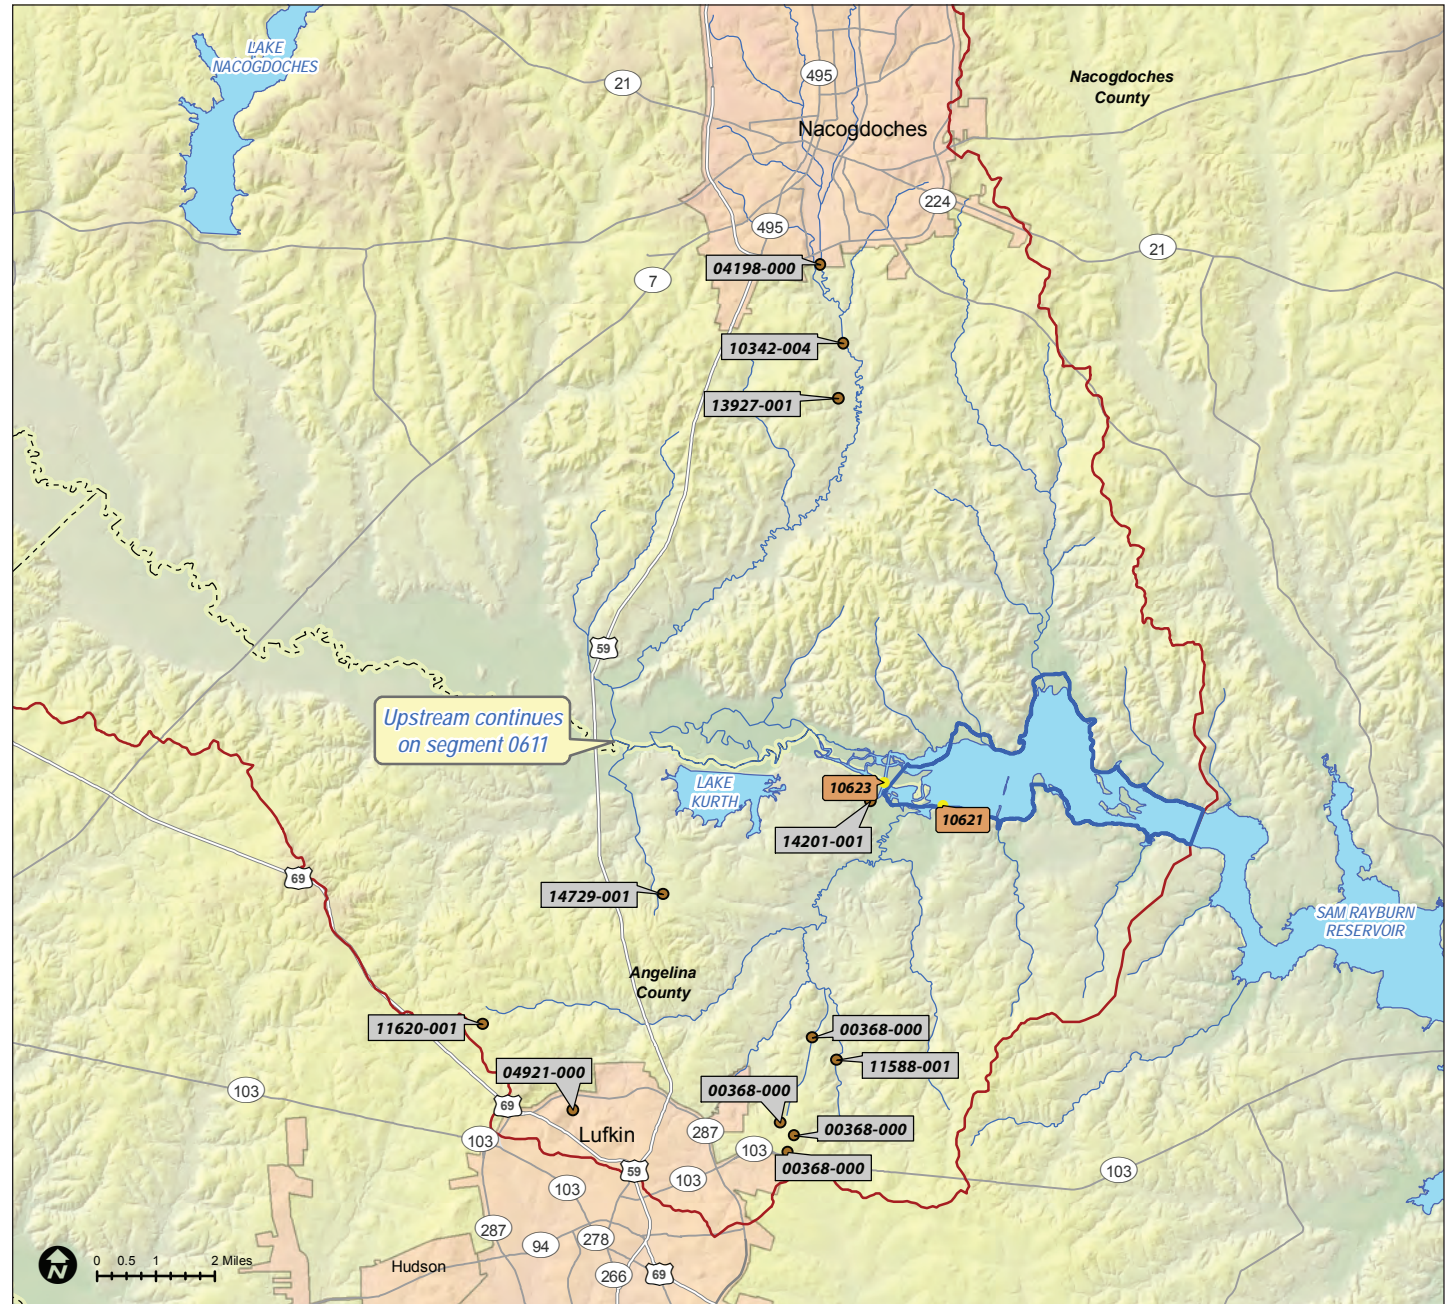 LAKE
NACOGDOCHES
495
21
Nacogdoches
County
Nacogdoches
224
495
21
04198-000
7
10342-004
13927-001
59
Upstream continues
on segment 0611
LAKE
KURTH
10623
10621
14201-001
69
14729-001
SAM RAYBURN
RESERVOIR
Angelina
County
11620-001
00368-000
11588-001
04921-000
00368-000
103
69
00368-000
Lufkin
287
103
103
00368-000
59
103
103
103
287
94
278
Hudson
266
69
N
0 0.5 1 2 Miles